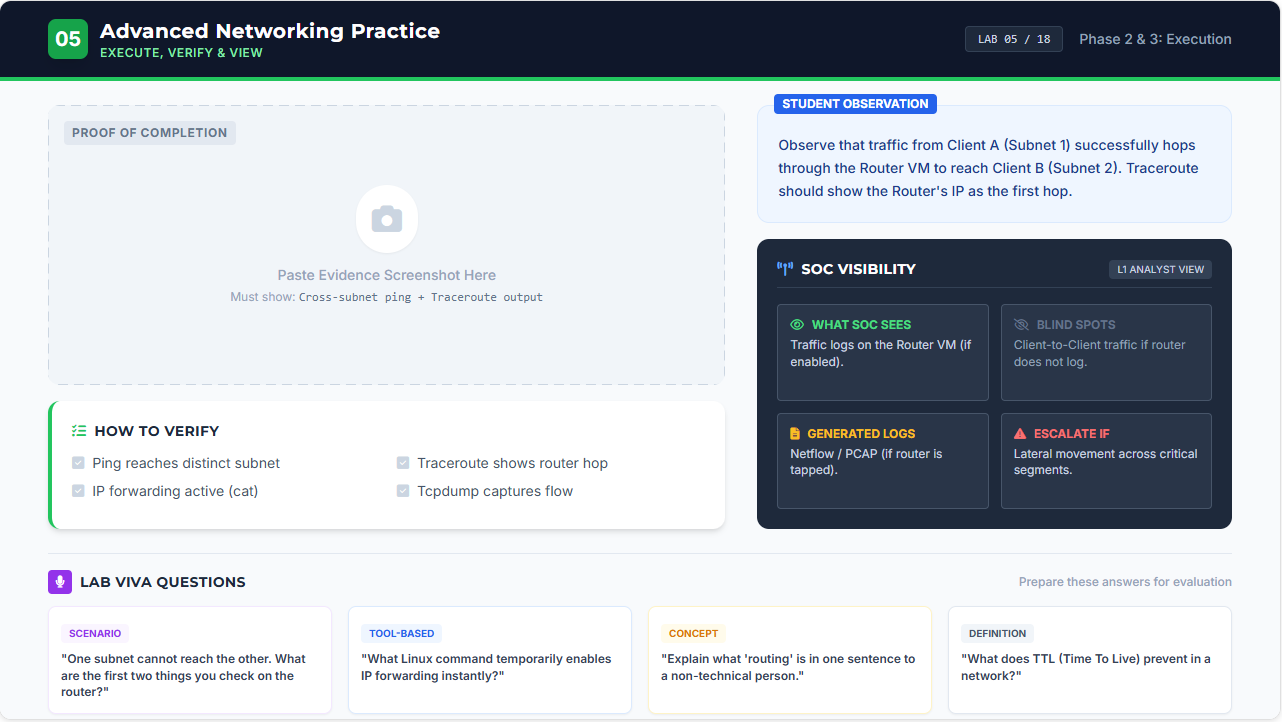 05
Advanced Networking Practice
EXECUTE, VERIFY & VIEW
LAB 05 / 18
Phase 2 & 3: Execution
PROOF OF COMPLETION
Paste Evidence Screenshot Here
Must show: Cross-subnet ping + Traceroute output
HOW TO VERIFY
Ping reaches distinct subnet
Traceroute shows router hop
IP forwarding active (cat)
Tcpdump captures flow
STUDENT OBSERVATION
Observe that traffic from Client A (Subnet 1) successfully hops
through the Router VM to reach Client B (Subnet 2). Traceroute
should show the Router's IP as the first hop.
SOC VISIBILITY
L1 ANALYST VIEW
WHAT SOC SEES
Traffic logs on the Router VM (if
enabled).
BLIND SPOTS
Client-to-Client traffic if router
does not log.
GENERATED LOGS
Netflow / PCAP (if router is
tapped).
ESCALATE IF
Lateral movement across critical
segments.
LAB VIVA QUESTIONS
Prepare these answers for evaluation
SCENARIO
"One subnet cannot reach the other. What
are the first two things you check on the
router?"
TOOL-BASED
"What Linux command temporarily enables
IP forwarding instantly?"
CONCEPT
"Explain what 'routing' is in one sentence to
a non-technical person."
DEFINITION
"What does TTL (Time To Live) prevent in a
network?"